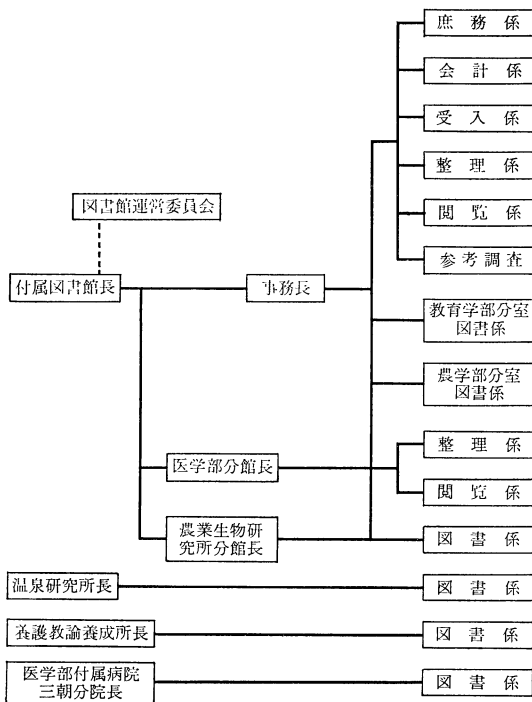 庶務係
会計係
受入係
整理係
閲覧係
図書館運営委員会
参考調査
付属図書館長
事務長
教育学部分室
図書係
農学部分室
図書係
整理係
医学部分館長
閲覧係
農業生物研
究所分館長
図書係
温泉研究所長
図書係
養護教諭養成所長
図書係
医学部付属病院
三朝分院長
図書係